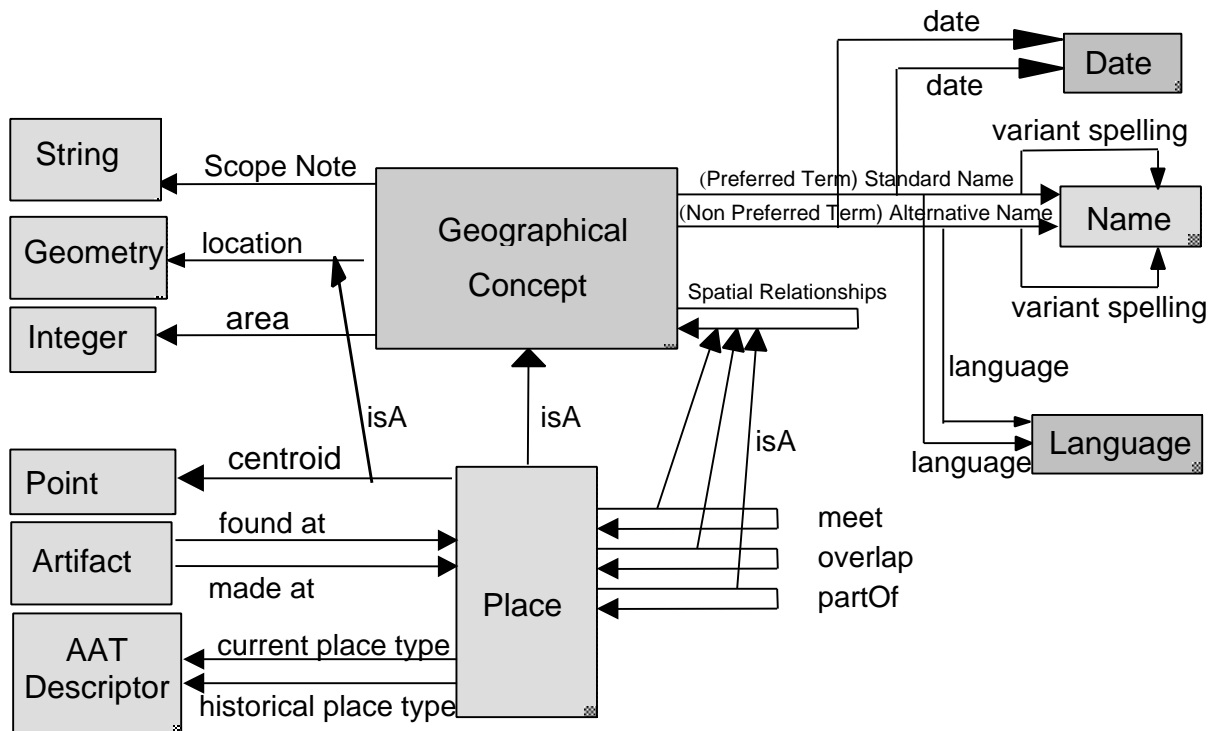 date
Date
date
variant spelling
String
Scope Note
(Preferred Term) Standard Name
(Non Preferred Term) Alternative Name
Name
Geographical
Concept
Geometry
location
Spatial Relationships
variant spelling
Integer
area
language
isA
isA
isA
Language
language
Point
centroid
found at
meet
Artifact
overlap
made at
partOf
Place
AAT
Descriptor
current place type
historical place type